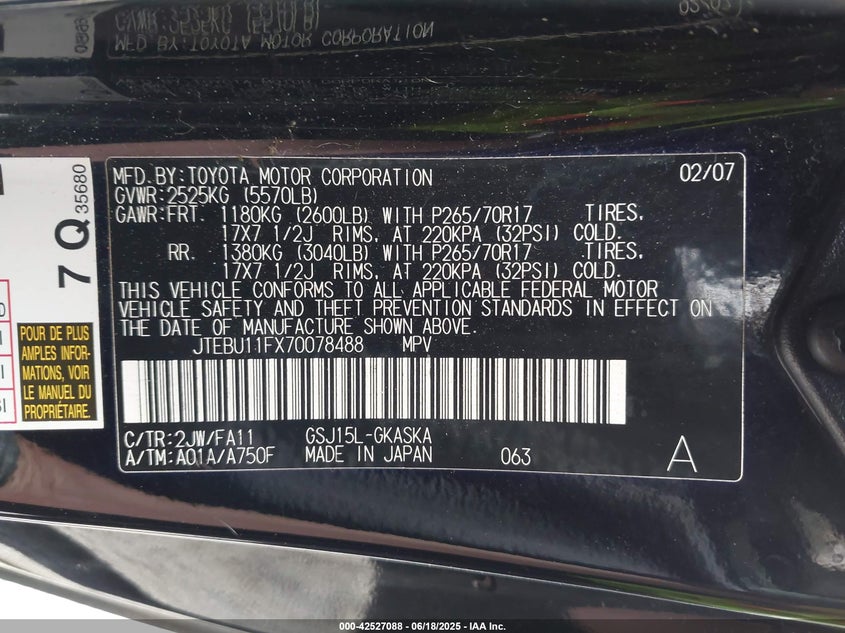 MFD BY: TOYOTA MOTOR CORPORATION
MFD.BY: TOYOTA MOTOR CORPORATION 02/07
GVWR: 2525KG (5570LB)
GAWR: FRT. 1180KG (2600LB) WITH P265/70R17 TIRES,
17X7 1/2J RIMS, AT 220KPA (32PSI) COLD.
RR. 1380KG (3040LB) WITH P265/70R17 TIRES,
17X7 1/2J RIMS, AT 220KPA (32PSI) COLD.
THIS VEHICLE CONFORMS TO ALL APPLICABLE FEDERAL MOTOR
VEHICLE SAFETY AND THEFT PREVENTION STANDARDS IN EFFECT ON
THE DATE OF MANUFACTURE SHOWN ABOVE.
JTEBU11FX70078488 MPV
C/TR: 2JW/FA11 GSJ15L-GKASKA
A/TM: A01A/A750F MADE IN JAPAN 063 A
7 Q 35680
POUR DE PLUS
AMPLES INFOR-
MATIONS, VOIR
LE MANUEL DU
PROPRIÉTAIRE.
000-42527088 - 06/18/2025 - IAA Inc.